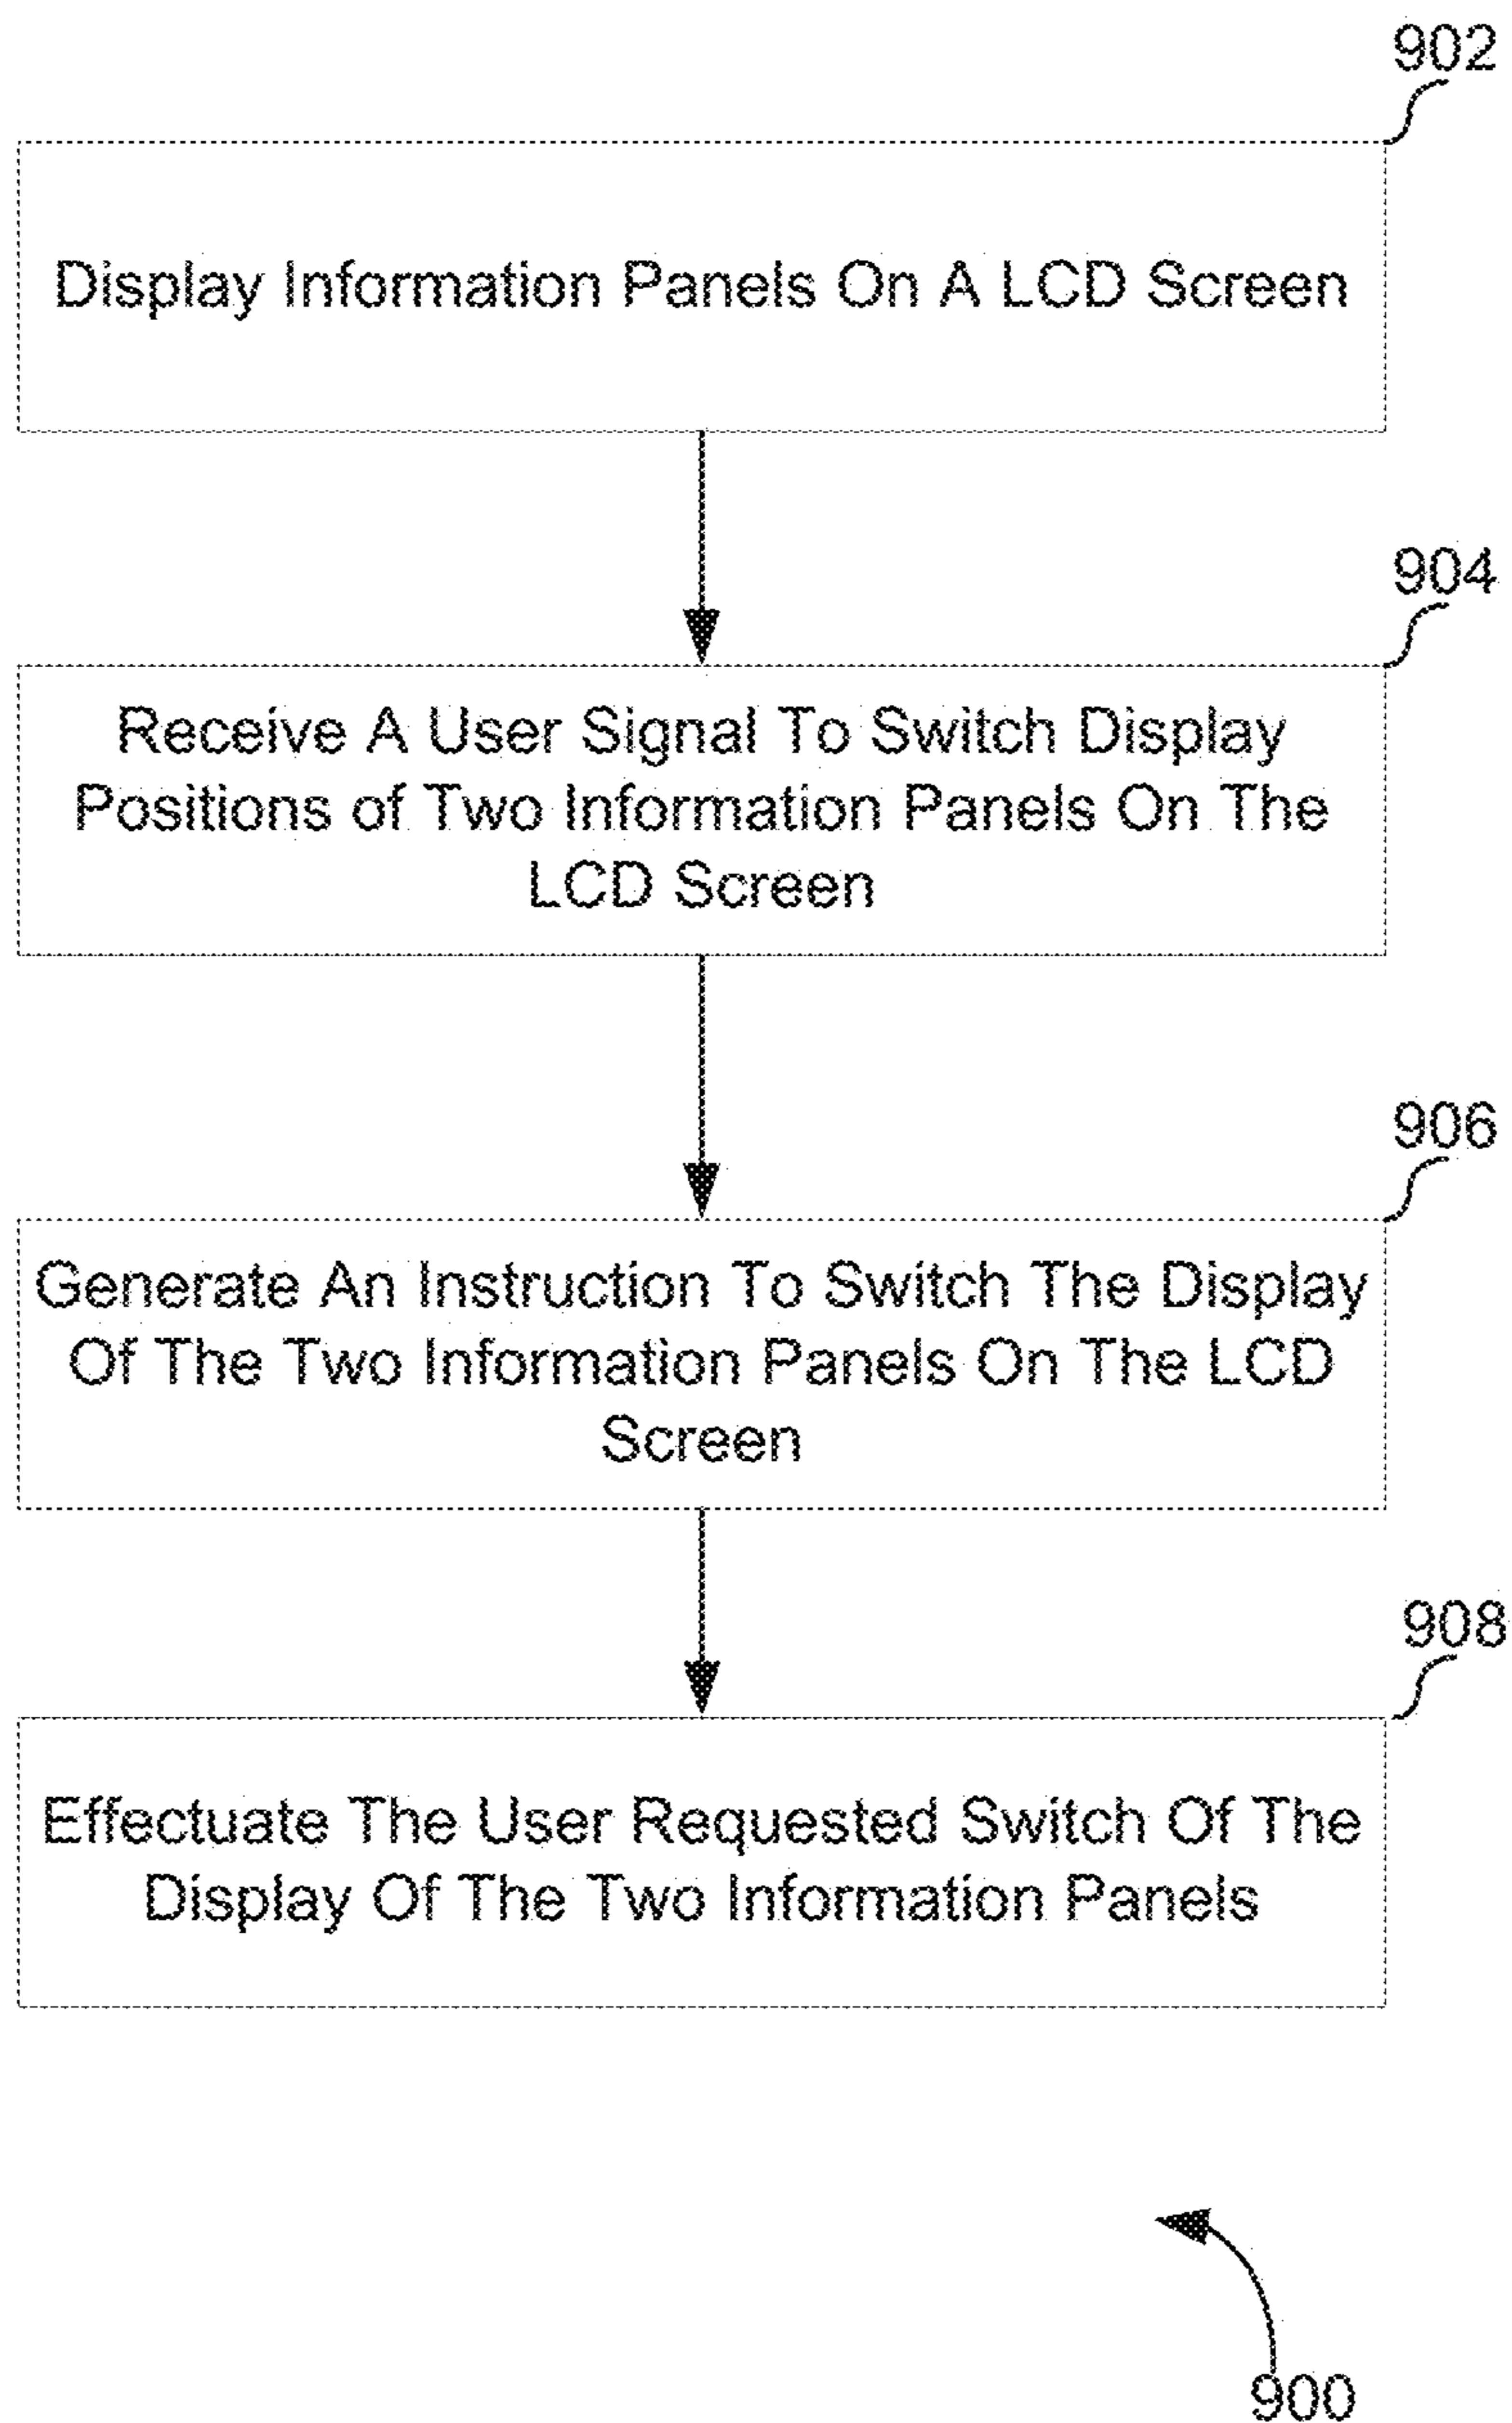 902
Display Information Panels On A LCD Screen
904
Receive A User Signal To Switch Display
Positions of Two Information Panels On The
LCD Screen
906
Generate An Instruction To Switch The Display
Of The Two Information Panels On The LCD
Screen
908
Effectuate The User Requested Switch Of The
Display Of The Two Information Panels
900